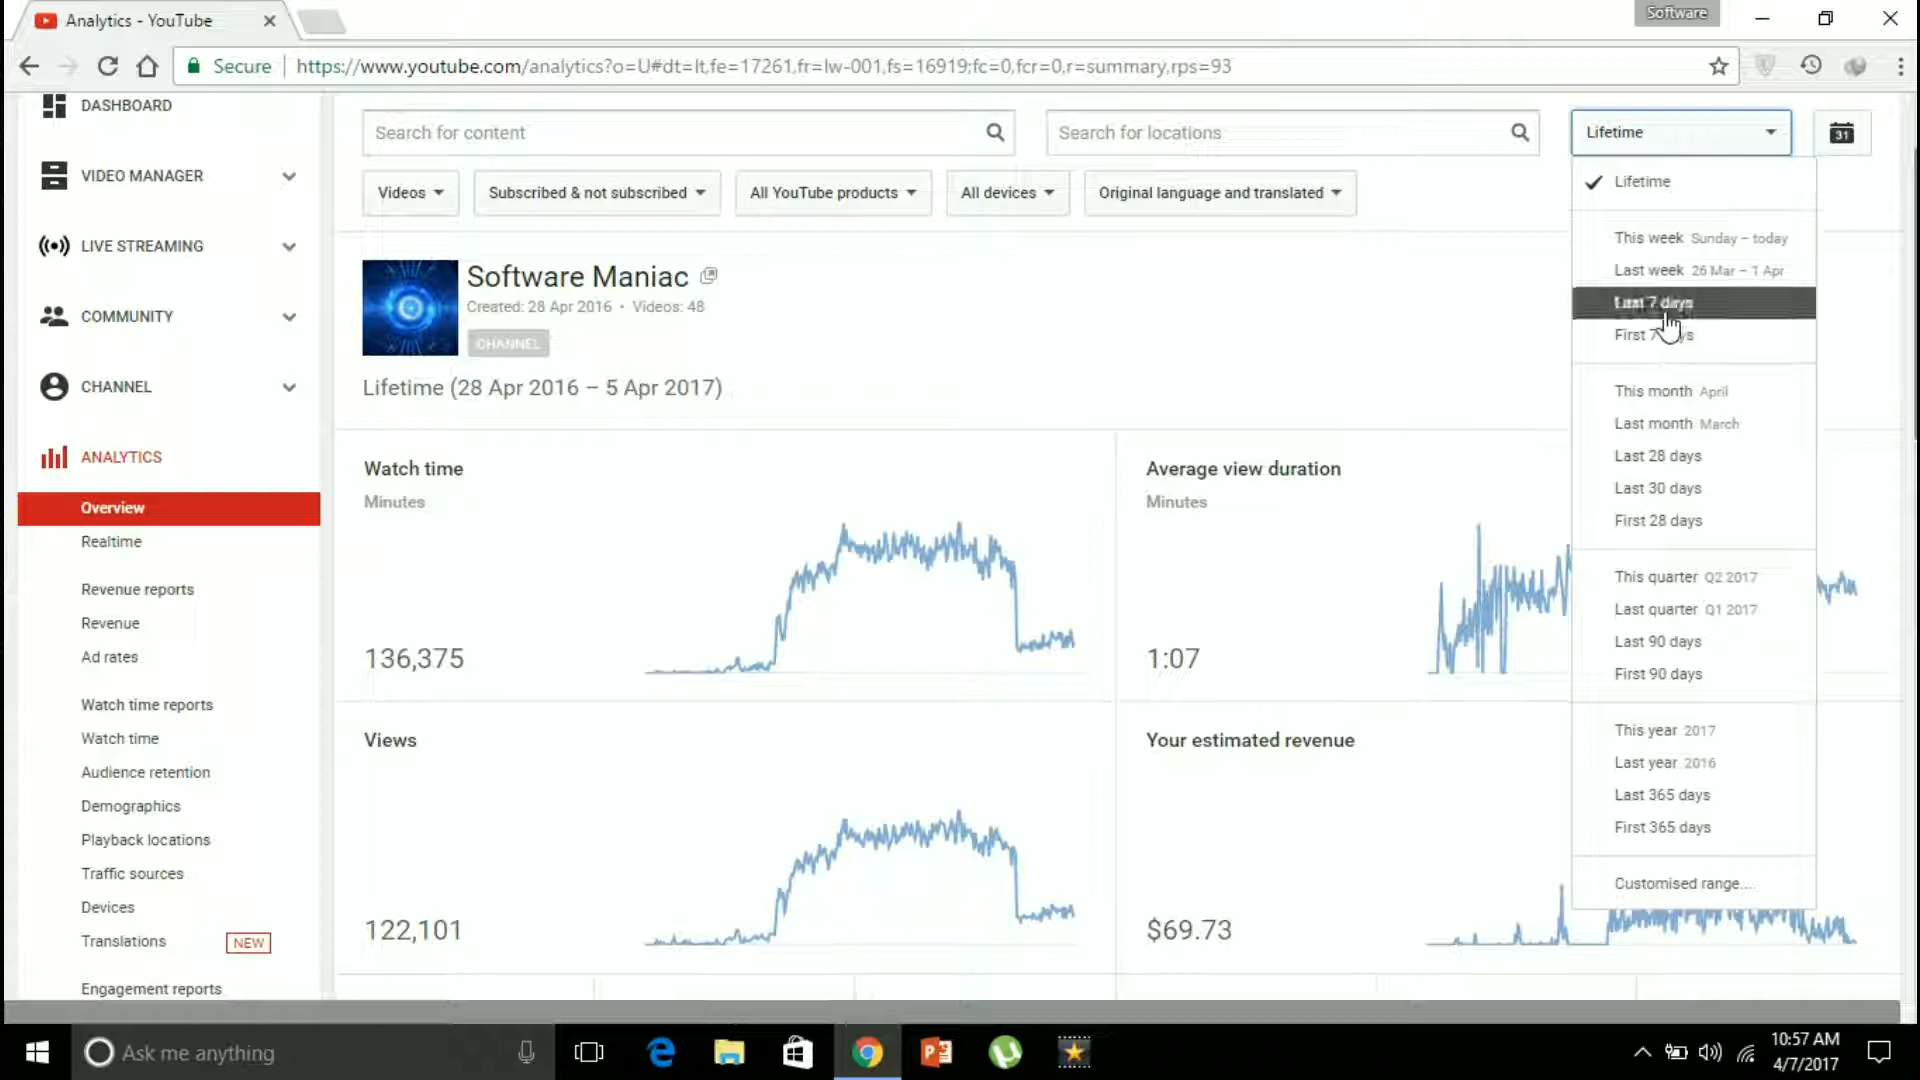 Analytics - YouTube
Software
Secure
https://www.youtube.com/analytics?o=U#dt=lt,fe=17261,fr=lw-001,fs=16919;fc=0,fcr=0,r=summary,rps=93
DASHBOARD
VIDEO MANAGER
LIVE STREAMING
COMMUNITY
CHANNEL
ANALYTICS
Overview
Realtime
Revenue reports
Revenue
Ad rates
Watch time reports
Watch time
Audience retention
Demographics
Playback locations
Traffic sources
Devices
Translations NEW
Engagement reports
Search for content
Search for locations
Lifetime
31
Videos
Subscribed & not subscribed
All YouTube products
All devices
Original language and translated
Software Maniac
Created: 28 Apr 2016 • Videos: 48
CHANNEL
Lifetime (28 Apr 2016 – 5 Apr 2017)
Watch time
Minutes
136,375
Average view duration
Minutes
1:07
Views
122,101
Your estimated revenue
$69.73
Lifetime
This week Sunday – today
Last week 26 Mar – 1 Apr
Last 7 days
First 7 days
This month April
Last month March
Last 28 days
Last 30 days
First 28 days
This quarter Q2 2017
Last quarter Q1 2017
Last 90 days
First 90 days
This year 2017
Last year 2016
Last 365 days
First 365 days
Customised range...
Ask me anything
10:57 AM
4/7/2017